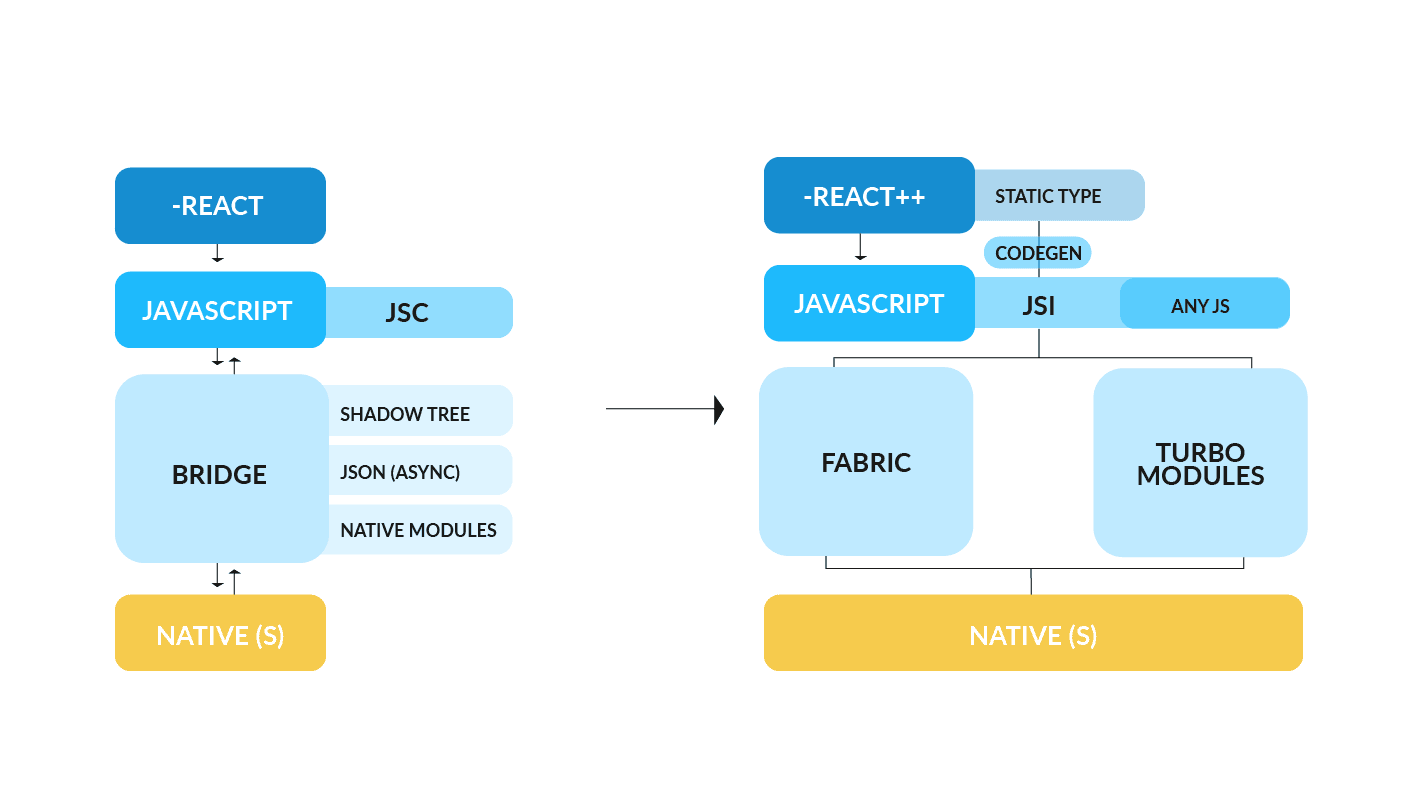 -REACT
JAVASCRIPT
JSC
BRIDGE
SHADOW TREE
JSON (ASYNC)
NATIVE MODULES
NATIVE (S)
-REACT++
STATIC TYPE
CODEGEN
JAVASCRIPT
JSI
ANY JS
FABRIC
TURBO
MODULES
NATIVE (S)